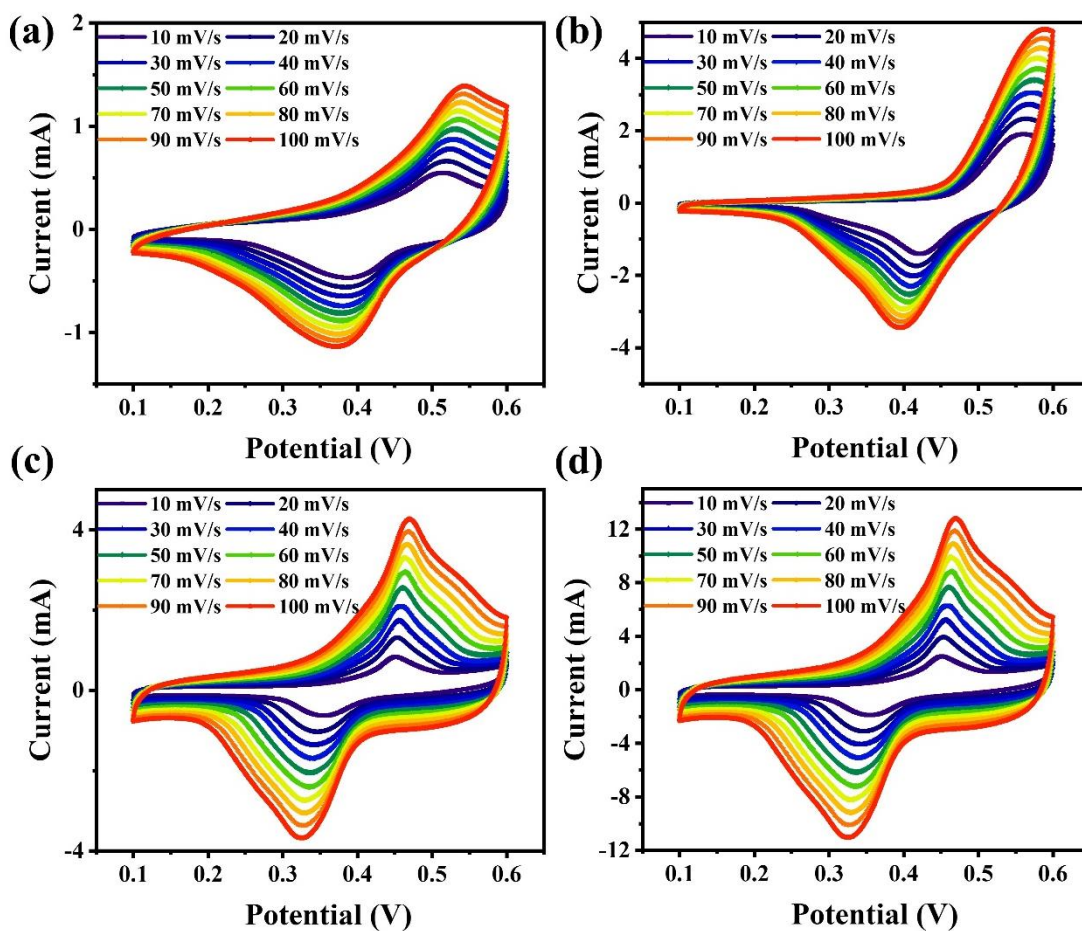 (a)
2
1
0
-1
Current (mA)
10 mV/s 20 mV/s
30 mV/s 40 mV/s
50 mV/s 60 mV/s
70 mV/s 80 mV/s
90 mV/s 100 mV/s
0.1 0.2 0.3 0.4 0.5 0.6
Potential (V)
(b)
4
2
0
-2
-4
Current (mA)
10 mV/s 20 mV/s
30 mV/s 40 mV/s
50 mV/s 60 mV/s
70 mV/s 80 mV/s
90 mV/s 100 mV/s
0.1 0.2 0.3 0.4 0.5 0.6
Potential (V)
(c)
4
0
-4
Current (mA)
10 mV/s 20 mV/s
30 mV/s 40 mV/s
50 mV/s 60 mV/s
70 mV/s 80 mV/s
90 mV/s 100 mV/s
0.1 0.2 0.3 0.4 0.5 0.6
Potential (V)
(d)
12
8
4
0
-4
-8
-12
Current (mA)
10 mV/s 20 mV/s
30 mV/s 40 mV/s
50 mV/s 60 mV/s
70 mV/s 80 mV/s
90 mV/s 100 mV/s
0.1 0.2 0.3 0.4 0.5 0.6
Potential (V)